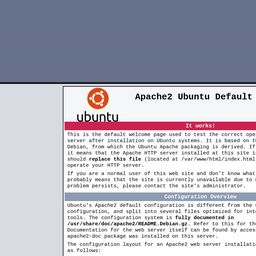 Apache2 Ubuntu Default
ubuntu
It works!
This is the default welcome page used to test the correct ope
server after installation on Ubuntu systems. It is based on t
Debian, from which the Ubuntu Apache packaging is derived. If
it means that the Apache HTTP server installed at this site i
should replace this file (located at /var/www/html/index.html
operate your HTTP server.
If you are a normal user of this web site and don't know what
probably means that the site is currently unavailable due to
problem persists, please contact the site's administrator.
Configuration Overview
Ubuntu's Apache2 default configuration is different from the
configuration, and split into several files optimized for int
tools. The configuration system is fully documented in
/usr/share/doc/apache2/README.Debian.gz. Refer to this for th
Documentation for the web server itself can be found by acces
apache2-doc package was installed on this server.
The configuration layout for an Apache2 web server installatio
as follows: